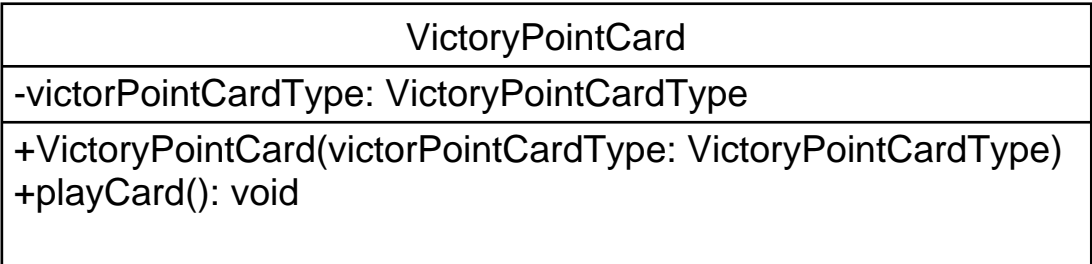 VictoryPointCard
-victorPointCardType: VictoryPointCardType
+VictoryPointCard(victorPointCardType: VictoryPointCardType)
+playCard(): void